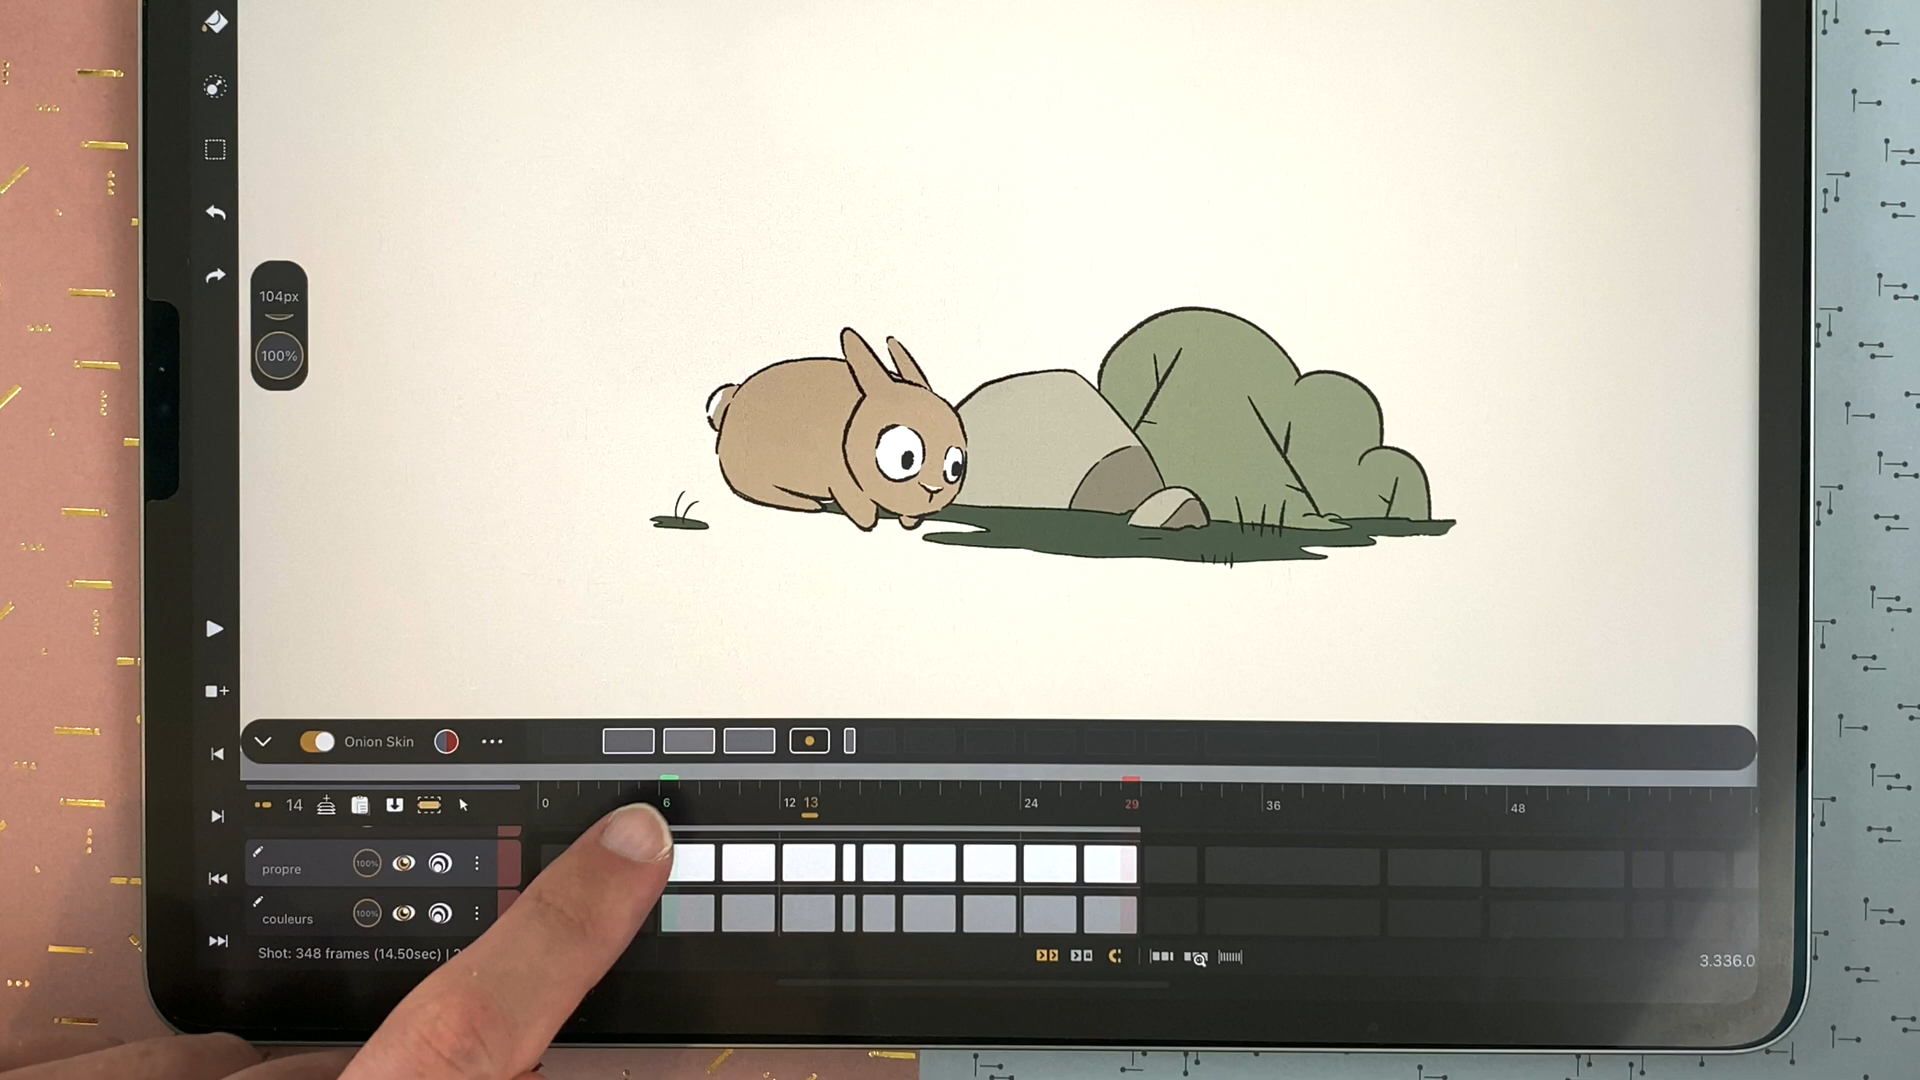 104px
100%
Onion Skin
14
0 6 12 13 24 29 36 48
propre 100%
couleurs 100%
Shot: 348 frames (14.50sec) |
3.336.0